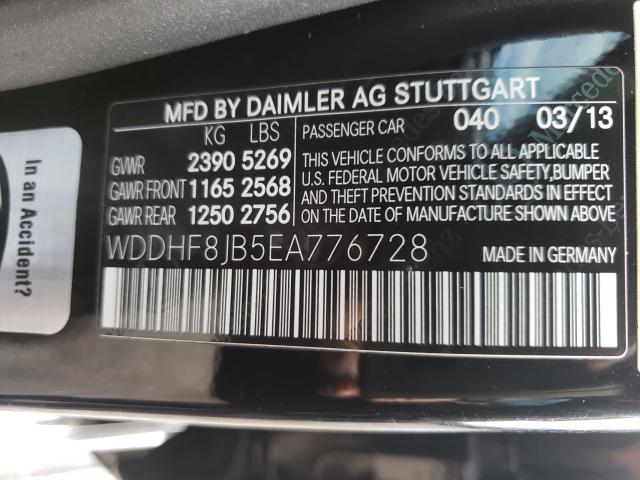 MFD BY DAIMLER AG STUTTGART
KG LBS PASSENGER CAR 040 03/13
GVWR 2390 5269
GAWR FRONT 1165 2568
GAWR REAR 1250 2756
THIS VEHICLE CONFORMS TO ALL APPLICABLE
U.S. FEDERAL MOTOR VEHICLE SAFETY,BUMPER
AND THEFT PREVENTION STANDARDS IN EFFECT
ON THE DATE OF MANUFACTURE SHOWN ABOVE
WDDHF8JB5EA776728 MADE IN GERMANY
In an Accident?